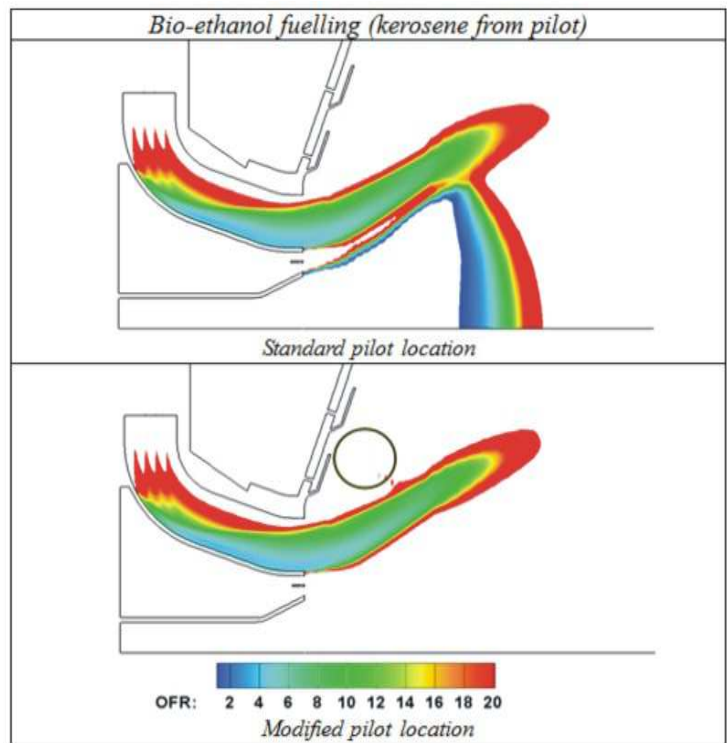 Bio-ethanol fuelling (kerosene from pilot)
Standard pilot location
OFR: 2 4 6 8 10 12 14 16 18 20
Modified pilot location